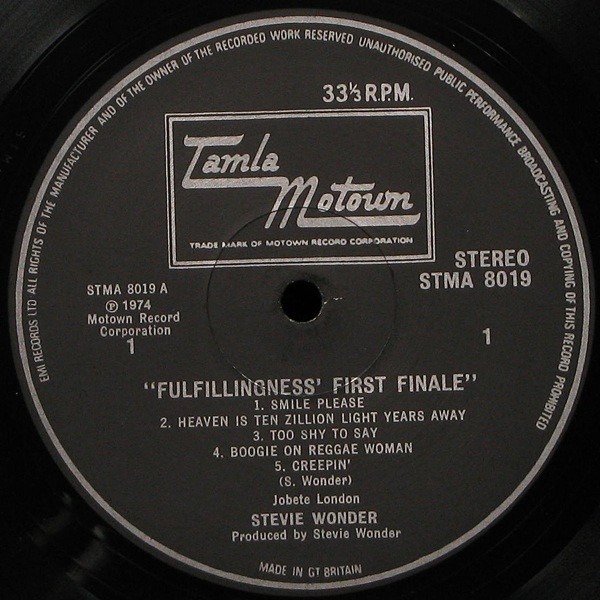 EMI RECORDS LTD ALL RIGHTS OF THE MANUFACTURER AND OF THE OWNER OF THE RECORDED WORK RESERVED UNAUTHORISED PUBLIC PERFORMANCE BROADCASTING AND COPYING OF THIS RECORD PROHIBITED
33⅓ R.P.M.
Tamla
Motown
TRADE MARK OF MOTOWN RECORD CORPORATION
STEREO
STMA 8019
STMA 8019 A
Ⓟ 1974
Motown Record
Corporation
1
1
"FULFILLINGNESS' FIRST FINALE"
1. SMILE PLEASE
2. HEAVEN IS TEN ZILLION LIGHT YEARS AWAY
3. TOO SHY TO SAY
4. BOOGIE ON REGGAE WOMAN
5. CREEPIN'
(S. Wonder)
Jobete London
STEVIE WONDER
Produced by Stevie Wonder
MADE IN GT BRITAIN